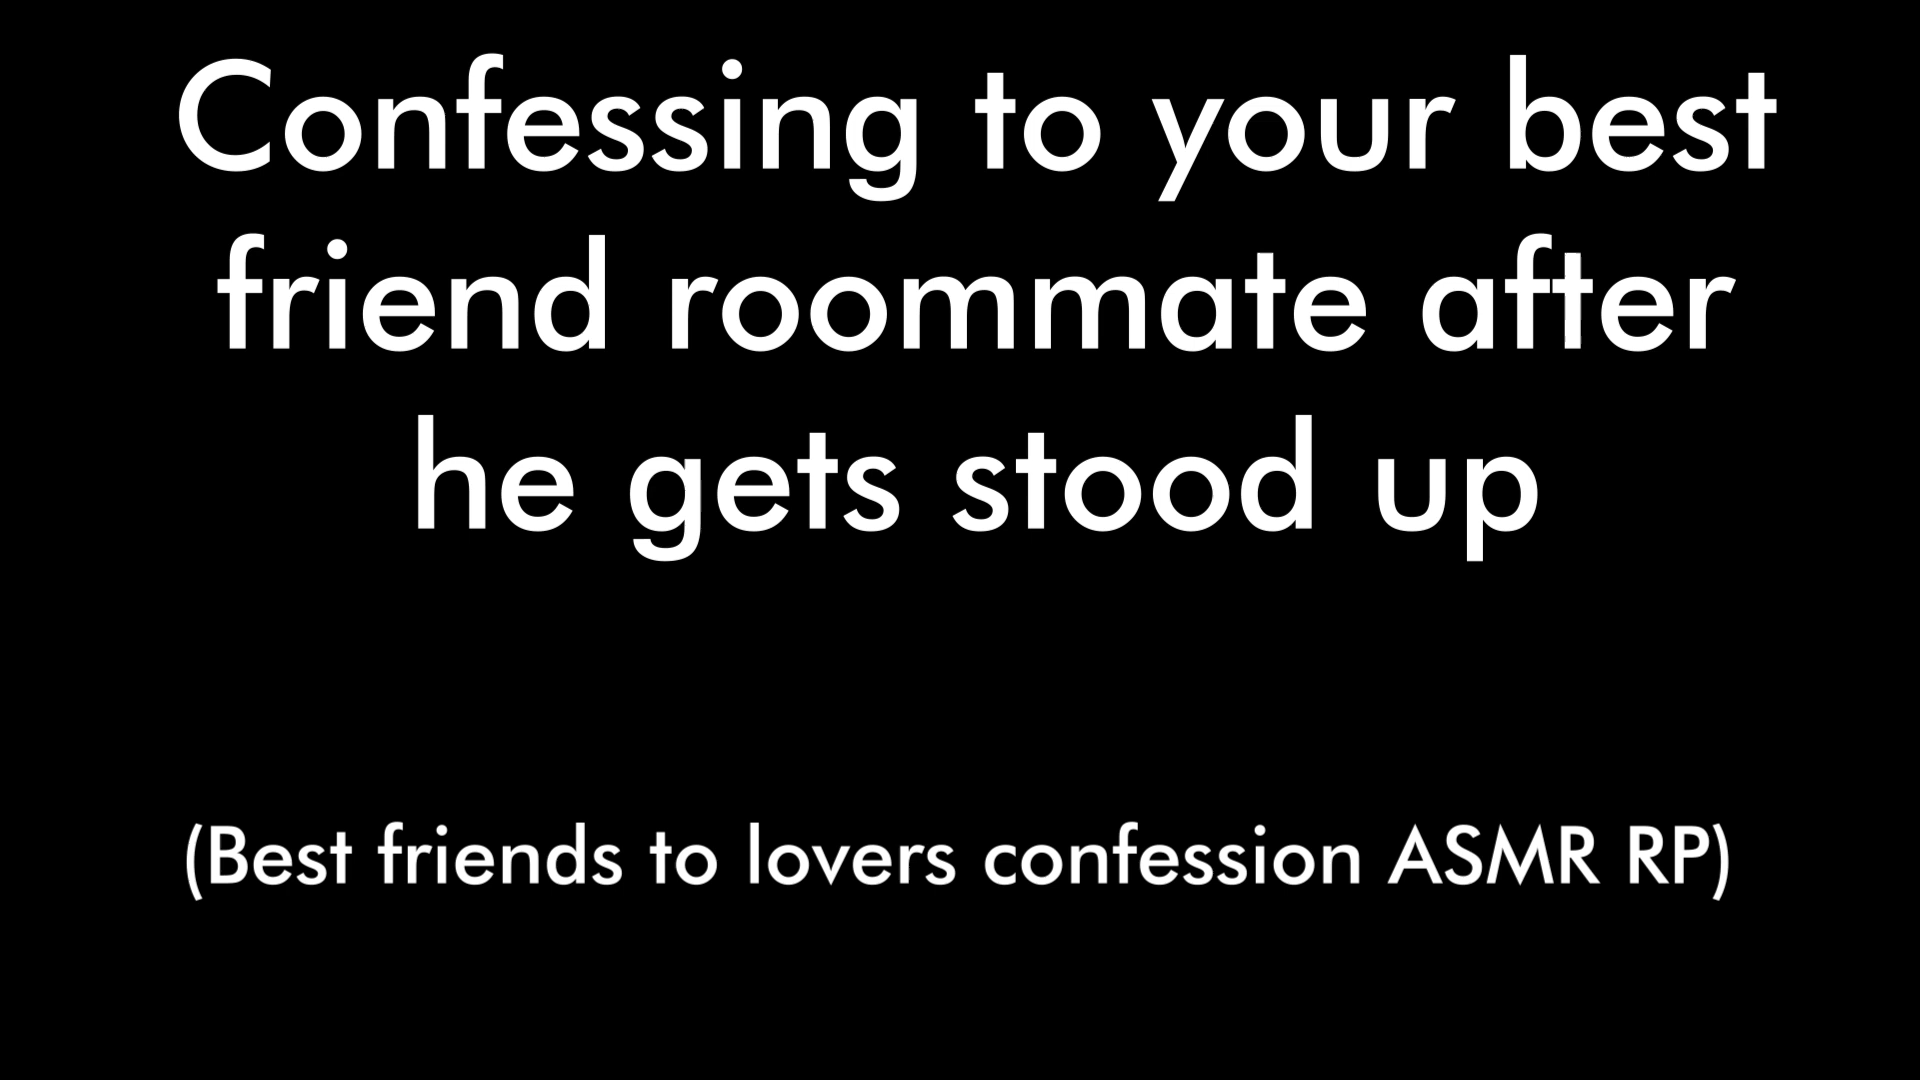 Confessing to your best
friend roommate after
he gets stood up
(Best friends to lovers confession ASMR RP)